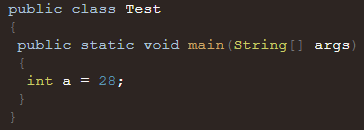 public class Test
{
 public static void main(String[] args)
 {
  int a = 28;
 }
}